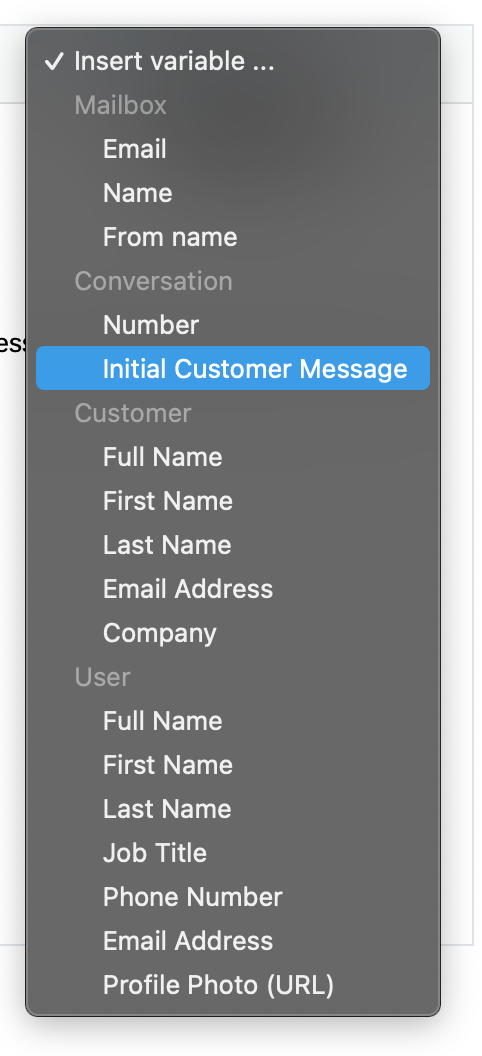 ✓ Insert variable ...
Mailbox
Email
Name
From name
Conversation
Number
Initial Customer Message
Customer
Full Name
First Name
Last Name
Email Address
Company
User
Full Name
First Name
Last Name
Job Title
Phone Number
Email Address
Profile Photo (URL)